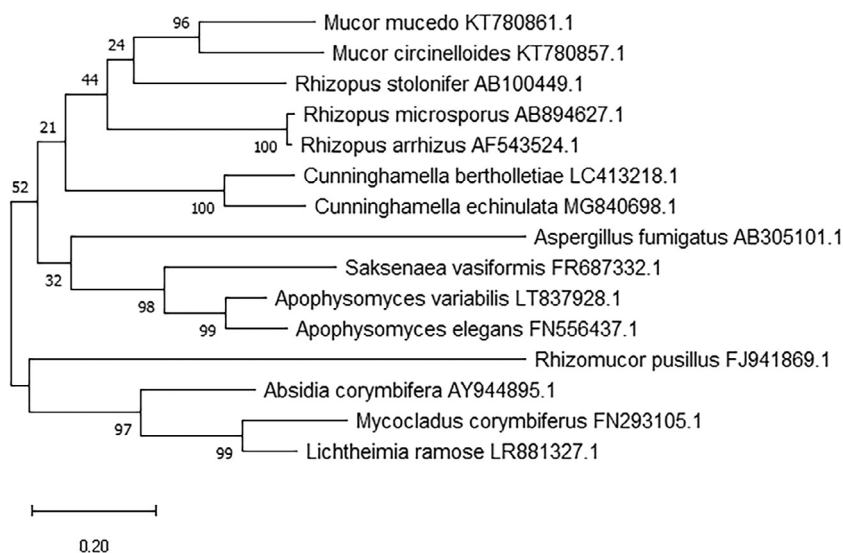 96
Mucor mucedo KT780861.1
Mucor circinelloides KT780857.1
24
Rhizopus stolonifer AB100449.1
44
Rhizopus microsporus AB894627.1
Rhizopus arrhizus AF543524.1
100
21
Cunninghamella bertholletiae LC413218.1
Cunninghamella echinulata MG840698.1
100
52
Aspergillus fumigatus AB305101.1
32
Saksenaea vasiformis FR687332.1
98
Apophysomyces variabilis LT837928.1
Apophysomyces elegans FN556437.1
99
Rhizomucor pusillus FJ941869.1
Absidia corymbifera AY944895.1
97
Mycocladus corymbiferus FN293105.1
Lichtheimia ramose LR881327.1
99
0.20